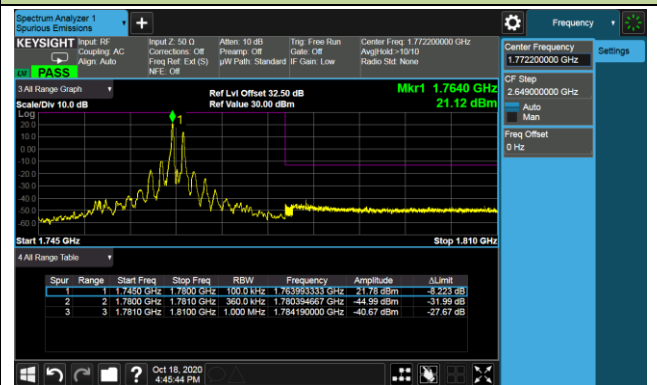 Spectrum Analyzer 1
Spurious Emissions
Frequency
KEYSIGHT
Input: RF
Coupling: AC
Align: Auto
Input Z: 50 Ω
Corrections: Off
Freq Ref: Ext (S)
NFE: Off
Atten: 10 dB
Preamp: Off
µW Path: Standard
Trig: Free Run
Gate: Off
IF Gain: Low
Center Freq: 1.772200000 GHz
Avg|Hold:>10/10
Radio Std: None
PASS
Center Frequency
1.772200000 GHz
Settings
CF Step
2.649000000 GHz
Auto
Man
Freq Offset
0 Hz
3 All Range Graph
Scale/Div 10.0 dB
Ref Lvl Offset 32.50 dB
Ref Value 30.00 dBm
Mkr1 1.7640 GHz
21.12 dBm
Log
20.0
10.0
0.00
-10.0
-20.0
-30.0
-40.0
-50.0
-60.0
1
Start 1.745 GHz
Stop 1.810 GHz
4 All Range Table
Spur Range Start Freq Stop Freq RBW Frequency Amplitude ΔLimit
1 1 1.7450 GHz 1.7800 GHz 100.0 kHz 1.763993333 GHz 21.78 dBm -8.223 dB
2 2 1.7800 GHz 1.7810 GHz 360.0 kHz 1.780394667 GHz -44.99 dBm -31.99 dB
3 3 1.7810 GHz 1.8100 GHz 1.000 MHz 1.784190000 GHz -40.67 dBm -27.67 dB
Oct 18, 2020
4:45:44 PM